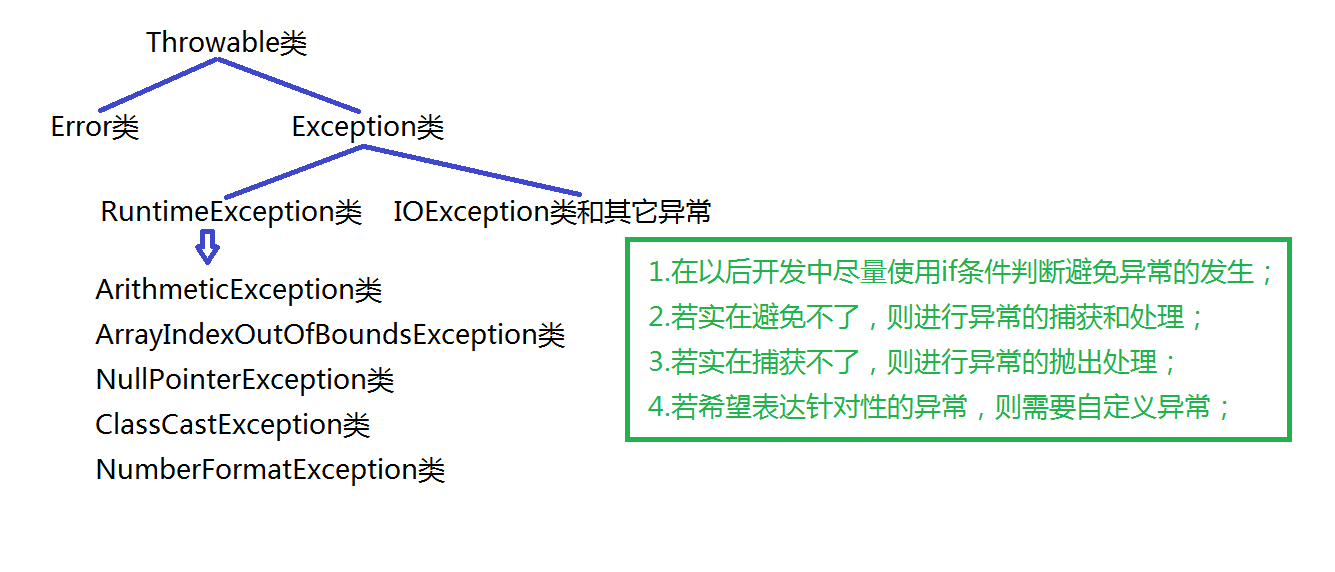 Throwable类
Error类
Exception类
RuntimeException类
IOException类和其它异常
ArithmeticException类
ArrayIndexOutOfBoundsException类
NullPointerException类
ClassCastException类
NumberFormatException类
1.在以后开发中尽量使用if条件判断避免异常的发生；
2.若实在避免不了，则进行异常的捕获和处理；
3.若实在捕获不了，则进行异常的抛出处理；
4.若希望表达针对性的异常，则需要自定义异常；